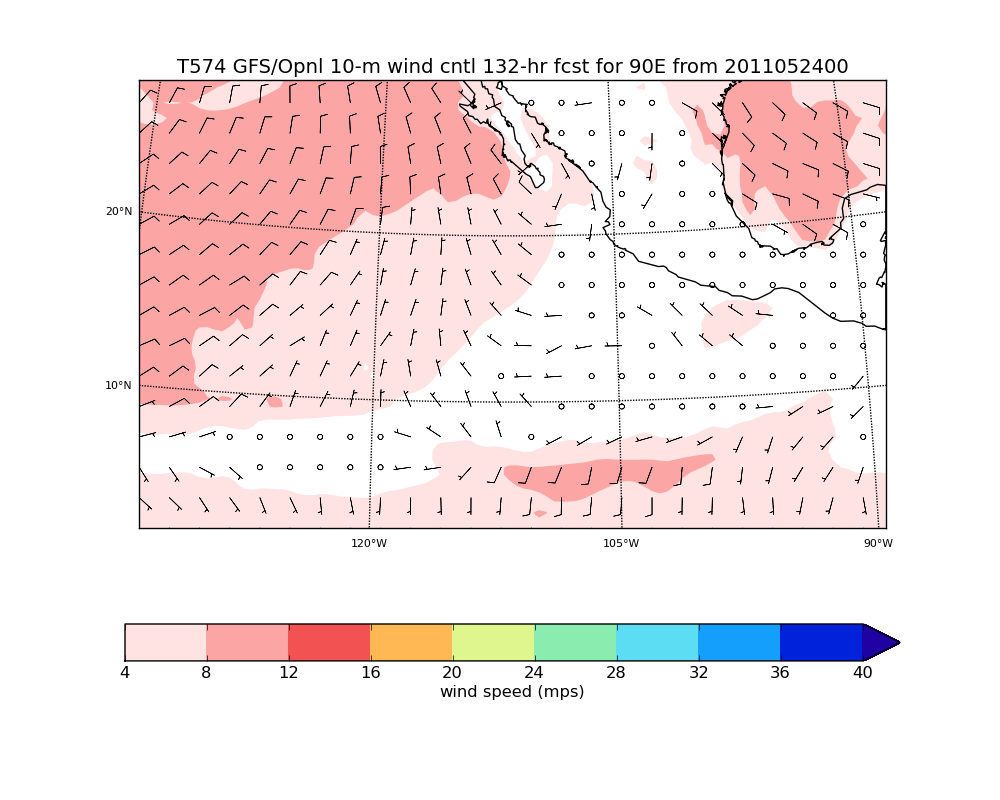 T574 GFS/Opnl 10-m wind cntl 132-hr fcst for 90E from 2011052400
20°N
10°N
120°W 105°W 90°W
4 8 12 16 20 24 28 32 36 40
wind speed (mps)